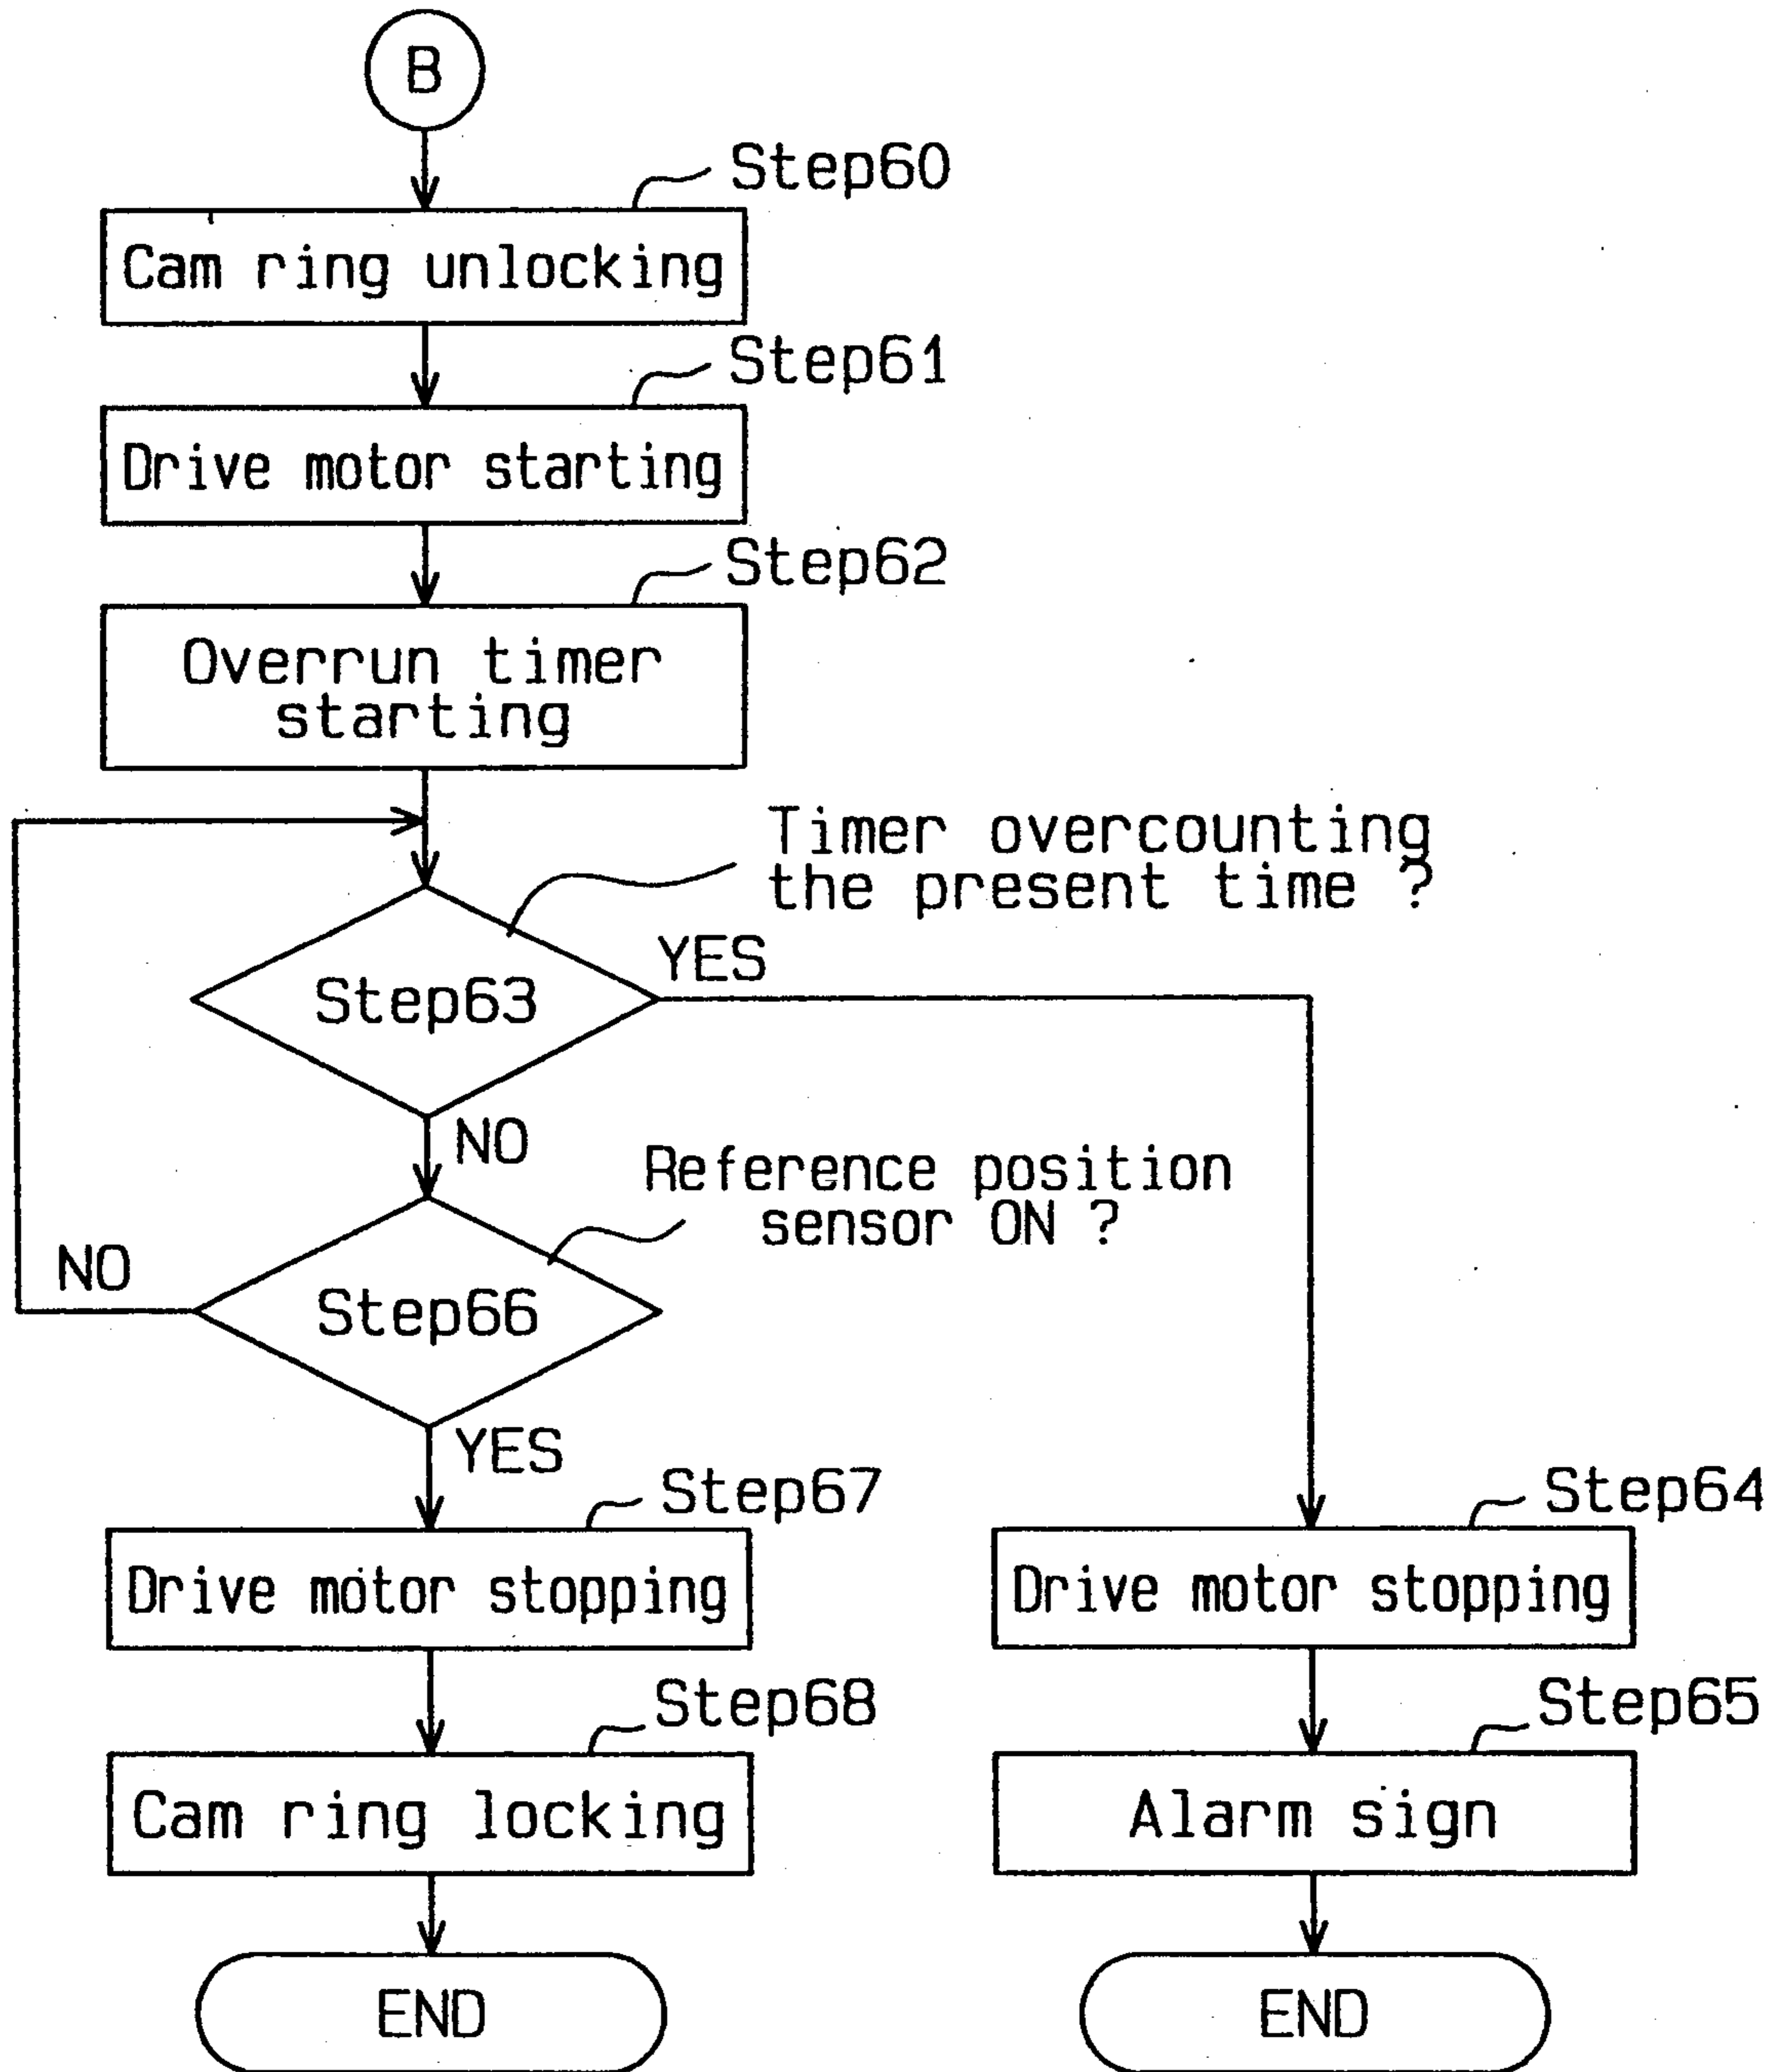 B
Step60
Cam ring unlocking
Step61
Drive motor starting
Step62
Overrun timer
starting
Timer overcounting
the present time ?
Step63
YES
NO
Reference position
sensor ON ?
Step66
NO
YES
Step67
Drive motor stopping
Step68
Cam ring locking
END
Step64
Drive motor stopping
Step65
Alarm sign
END